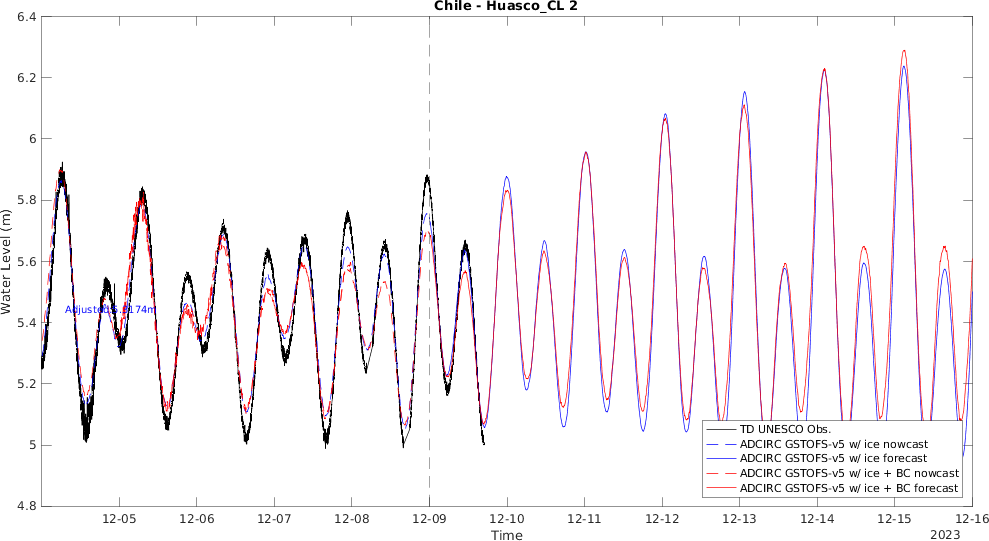 Chile - Huasco_CL 2
Water Level (m)
6.4
6.2
6
5.8
5.6
5.4
5.2
5
4.8
TD UNESCO Obs.
ADCIRC GSTOFS-v5 w/ ice nowcast
ADCIRC GSTOFS-v5 w/ ice forecast
ADCIRC GSTOFS-v5 w/ ice + BC nowcast
ADCIRC GSTOFS-v5 w/ ice + BC forecast
12-05 12-06 12-07 12-08 12-09 12-10 12-11 12-12 12-13 12-14 12-15 12-16
Time
2023